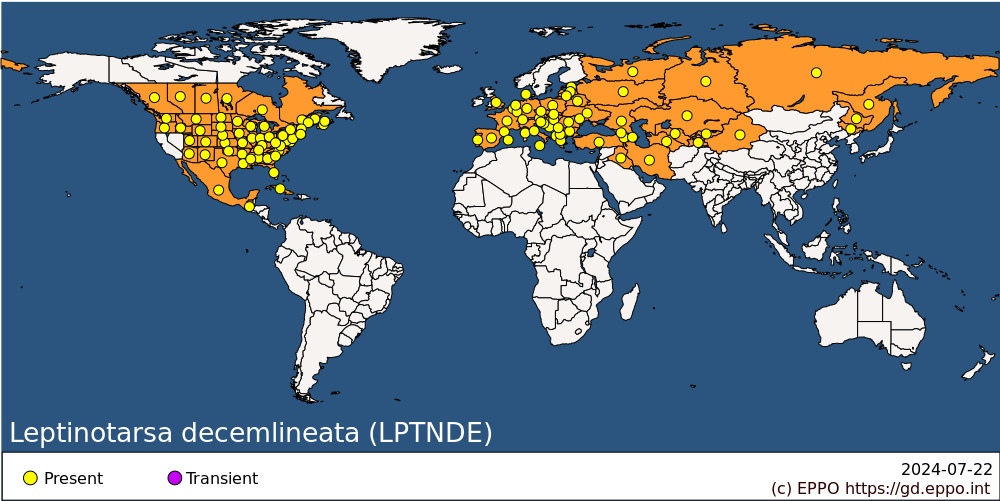 Leptinotarsa decemlineata (LPTNDE)
Present
Transient
2024-07-22
(c) EPPO https://gd.eppo.int